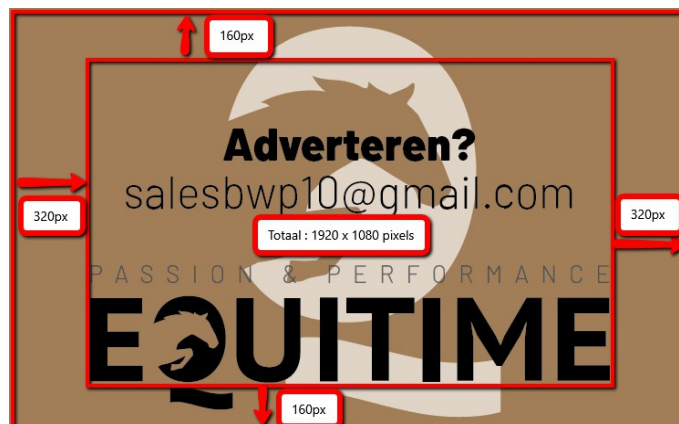 160px
Adverteren?
salesbwp10@gmail.com
320px
320px
Totaal : 1920 x 1080 pixels
PASSION & PERFORMANCE
EQUITIME
160px